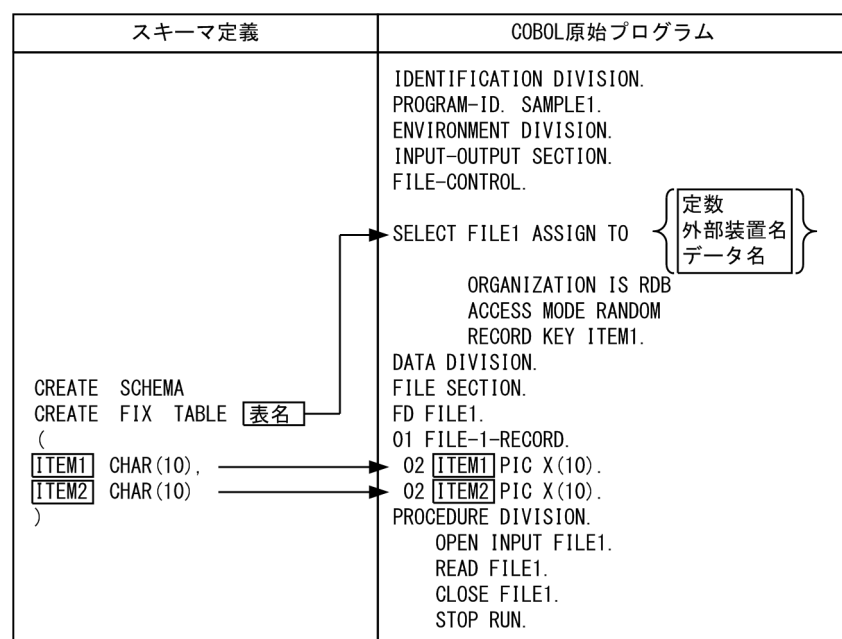 スキーマ定義
COBOL原始プログラム
CREATE SCHEMA
CREATE FIX TABLE 表名
(
ITEM1 CHAR(10),
ITEM2 CHAR(10)
)
IDENTIFICATION DIVISION.
PROGRAM-ID. SAMPLE1.
ENVIRONMENT DIVISION.
INPUT-OUTPUT SECTION.
FILE-CONTROL.
SELECT FILE1 ASSIGN TO
定数
外部装置名
データ名
ORGANIZATION IS RDB
ACCESS MODE RANDOM
RECORD KEY ITEM1.
DATA DIVISION.
FILE SECTION.
FD FILE1.
01 FILE-1-RECORD.
02 ITEM1 PIC X(10).
02 ITEM2 PIC X(10).
PROCEDURE DIVISION.
OPEN INPUT FILE1.
READ FILE1.
CLOSE FILE1.
STOP RUN.